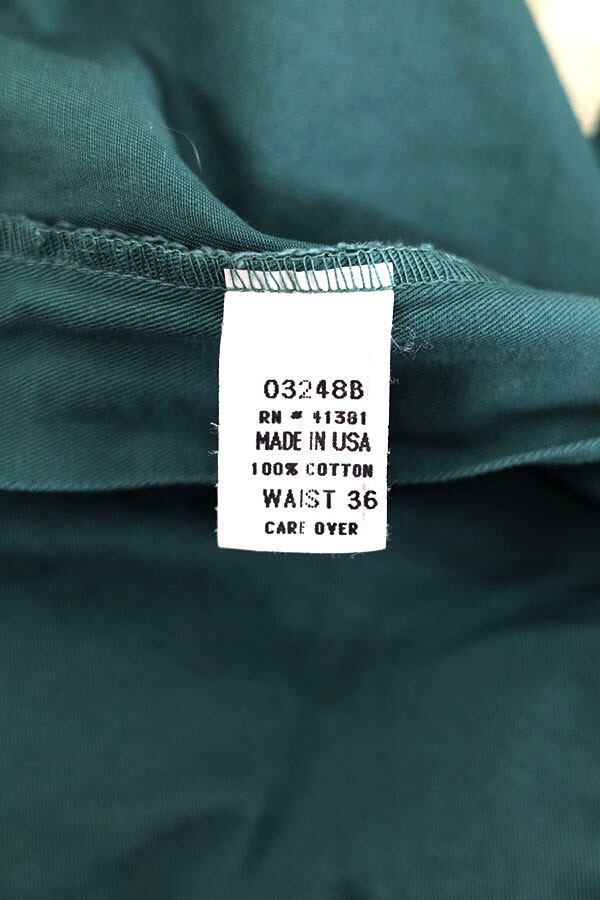 03248B
RN # 41381
MADE IN USA
100% COTTON
WAIST 36
CARE OVER